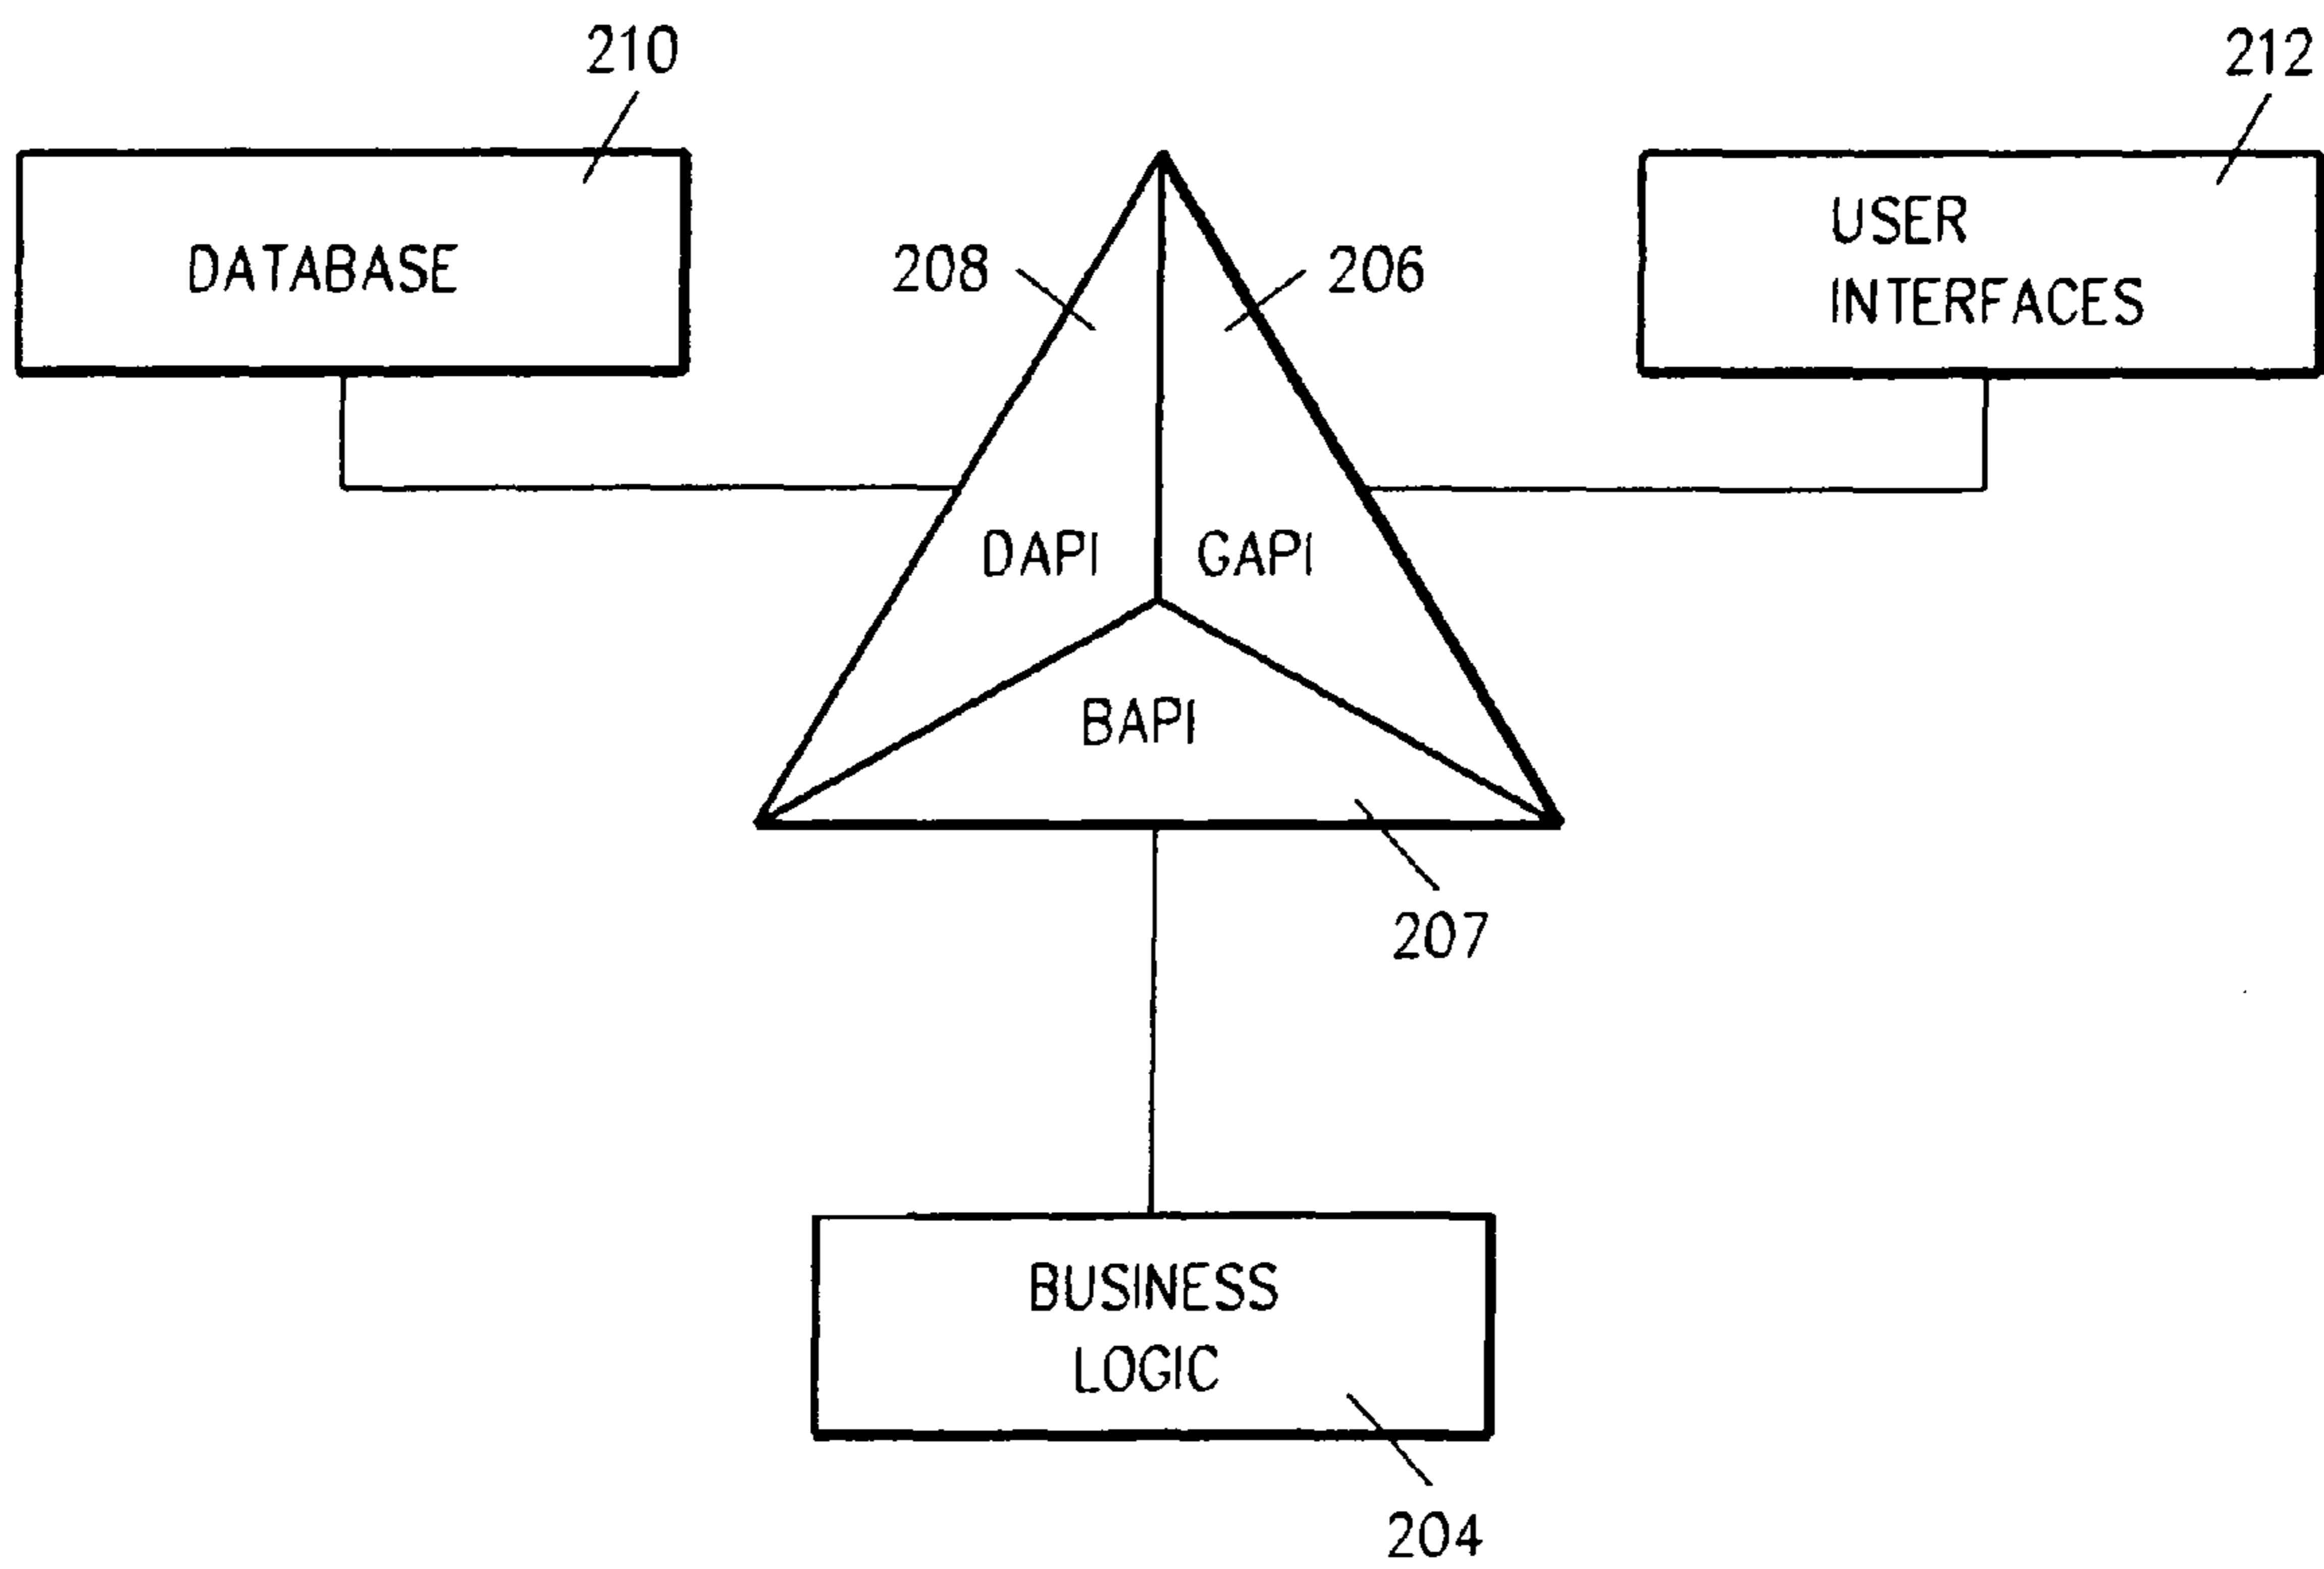 210
212
DATABASE
USER
INTERFACES
208
206
DAPI
GAPI
BAPI
207
BUSINESS
LOGIC
204